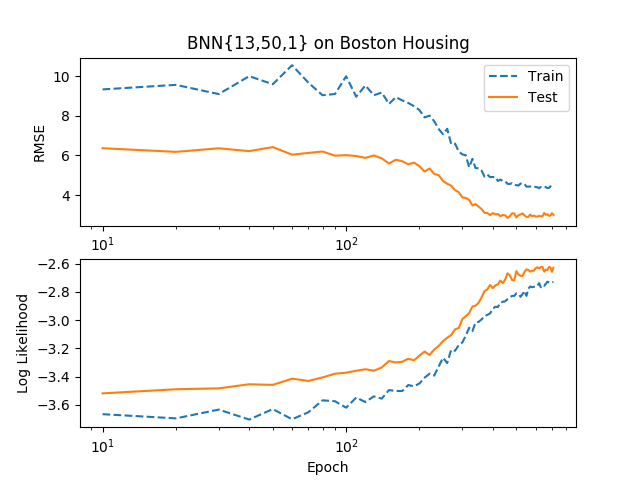 BNN{13,50,1} on Boston Housing
RMSE
10
8
6
4
Train
Test
10¹
10²
Log Likelihood
−2.6
−2.8
−3.0
−3.2
−3.4
−3.6
10¹
10²
Epoch